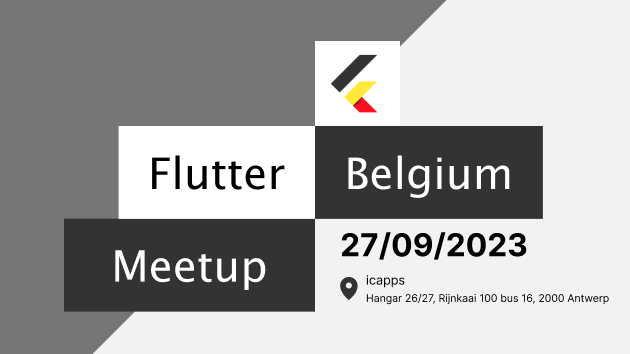 Flutter Belgium
Meetup
27/09/2023
icapps
Hangar 26/27, Rijnkaai 100 bus 16, 2000 Antwerp